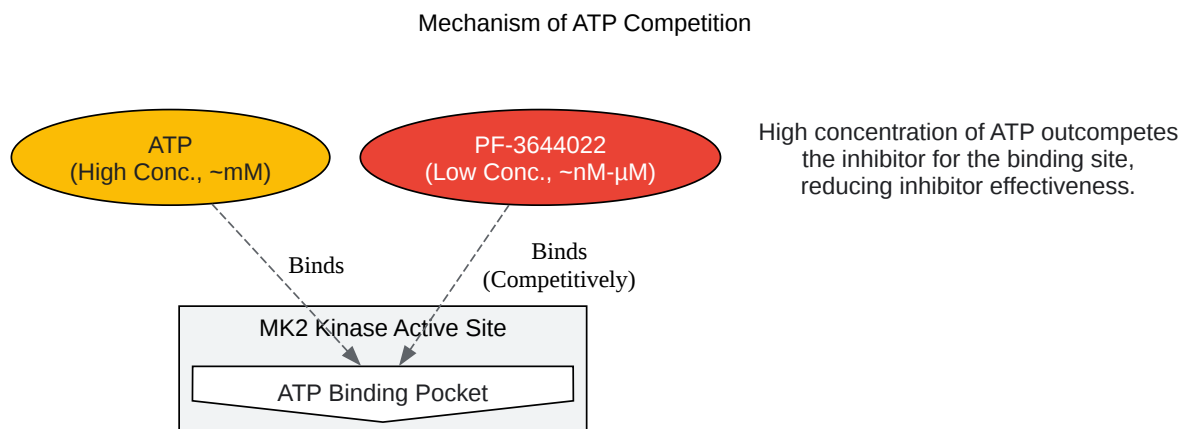 Mechanism of ATP Competition
ATP
(High Conc., ~mM)
PF-3644022
(Low Conc., ~nM-µM)
High concentration of ATP outcompetes
the inhibitor for the binding site,
reducing inhibitor effectiveness.
Binds
Binds
(Competitively)
MK2 Kinase Active Site
ATP Binding Pocket